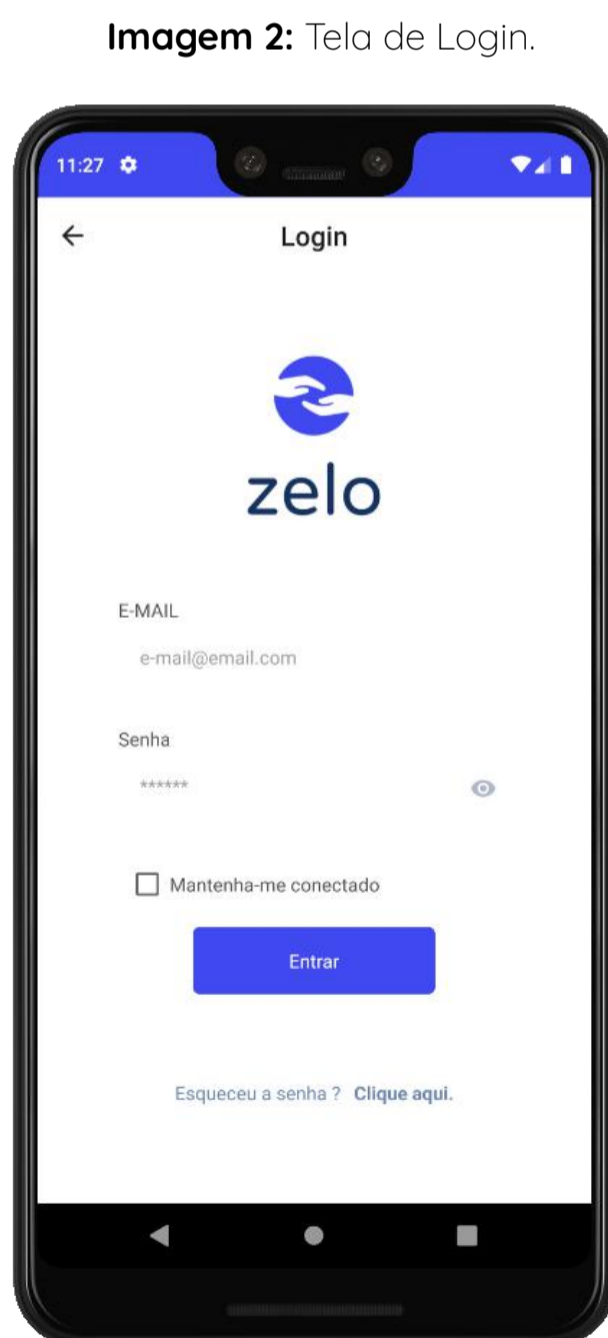 Imagem 2: Tela de Login.
11:27
Login
zelo
E-MAIL
e-mail@email.com
Senha
******
Mantenha-me conectado
Entrar
Esqueceu a senha ? Clique aqui.